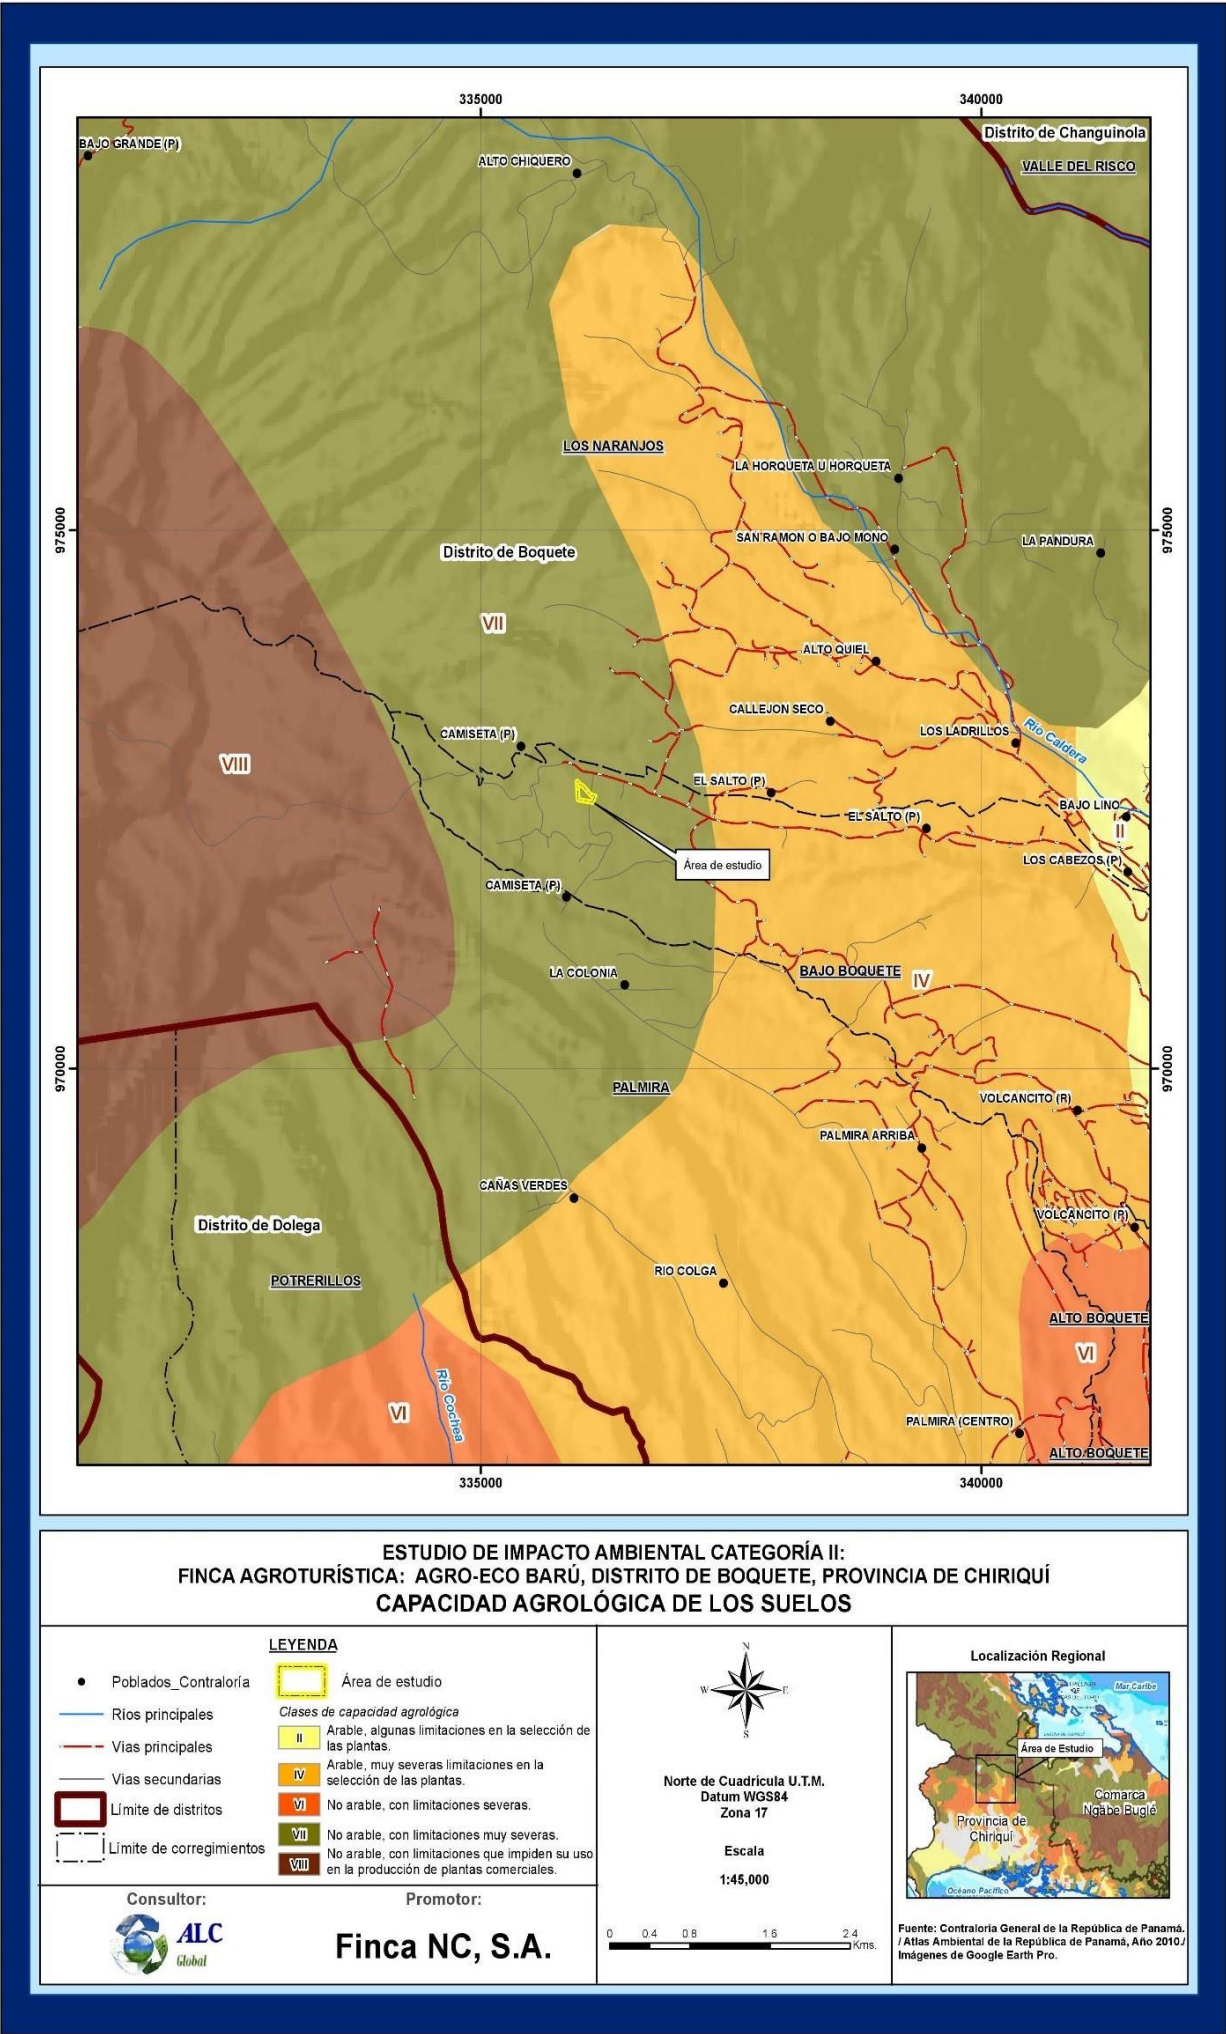 335000
340000
BAJO GRANDE (P)
Distrito de Changuinola
ALTO CHIQUERO
VALLE DEL RISCO
LOS NARANJOS
LA HORQUETA U HORQUETA
975000
975000
SAN RAMON O BAJO MONO
LA PANDURA
Distrito de Boquete
VII
ALTO QUIEL
CALLEJON SECO
LOS LADRILLOS
Río Caldera
CAMISETA (P)
VIII
EL SALTO (P)
BAJO LINO
EL SALTO (P)
II
LOS CABEZOS (P)
Área de estudio
CAMISETA (P)
LA COLONIA
BAJO BOQUETE
IV
970000
970000
PALMIRA
VOLCANCITO (R)
PALMIRA ARRIBA
CAÑAS VERDES
Distrito de Dolega
VOLCANCITO (P)
POTRERILLOS
RIO COLGA
ALTO BOQUETE
VI
Río Cochea
VI
PALMIRA (CENTRO)
ALTO BOQUETE
335000
340000
ESTUDIO DE IMPACTO AMBIENTAL CATEGORÍA II:
FINCA AGROTURÍSTICA: AGRO-ECO BARÚ, DISTRITO DE BOQUETE, PROVINCIA DE CHIRIQUÍ
CAPACIDAD AGROLÓGICA DE LOS SUELOS
LEYENDA
Poblados_Contraloría
Ríos principales
Vías principales
Vías secundarias
Límite de distritos
Límite de corregimientos
Área de estudio
Clases de capacidad agrológica
II Arable, algunas limitaciones en la selección de
las plantas.
IV Arable, muy severas limitaciones en la
selección de las plantas.
VI No arable, con limitaciones severas.
VII No arable, con limitaciones muy severas.
VIII No arable, con limitaciones que impiden su uso
en la producción de plantas comerciales.
Consultor:
ALC
Global
Promotor:
Finca NC, S.A.
N
W E
S
Norte de Cuadrícula U.T.M.
Datum WGS84
Zona 17
Escala
1:45,000
0 0.4 0.8 1.6 2.4
Kms.
Localización Regional
Mar Caribe
Área de Estudio
Comarca
Ngäbe Buglé
Provincia de
Chiriquí
Océano Pacífico
Fuente: Contraloría General de la República de Panamá.
/ Atlas Ambiental de la República de Panamá, Año 2010./
Imágenes de Google Earth Pro.